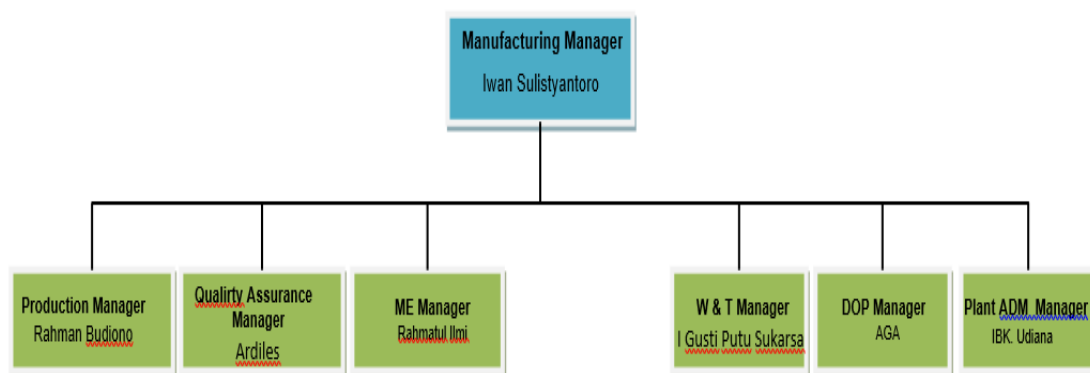 Manufacturing Manager
Iwan Sulistyantoro
Production Manager
Rahman Budiono
Qualirty Assurance
Manager
Ardiles
ME Manager
Rahmatul Ilmi
W & T Manager
I Gusti Putu Sukarsa
DOP Manager
AGA
Plant ADM Manager
IBK. Udiana